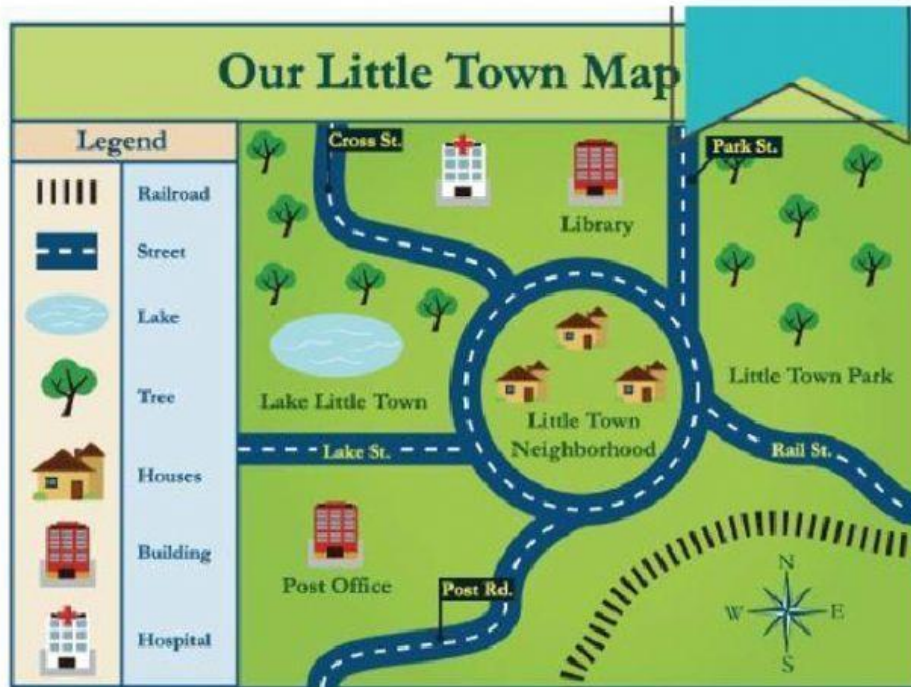 Our Little Town Map
Legend
Railroad
Street
Lake
Tree
Houses
Building
Hospital
Cross St.
Park St.
Library
Lake Little Town
Little Town
Neighborhood
Little Town Park
Lake St.
Rail St.
Post Office
Post Rd.
N
W
E
S